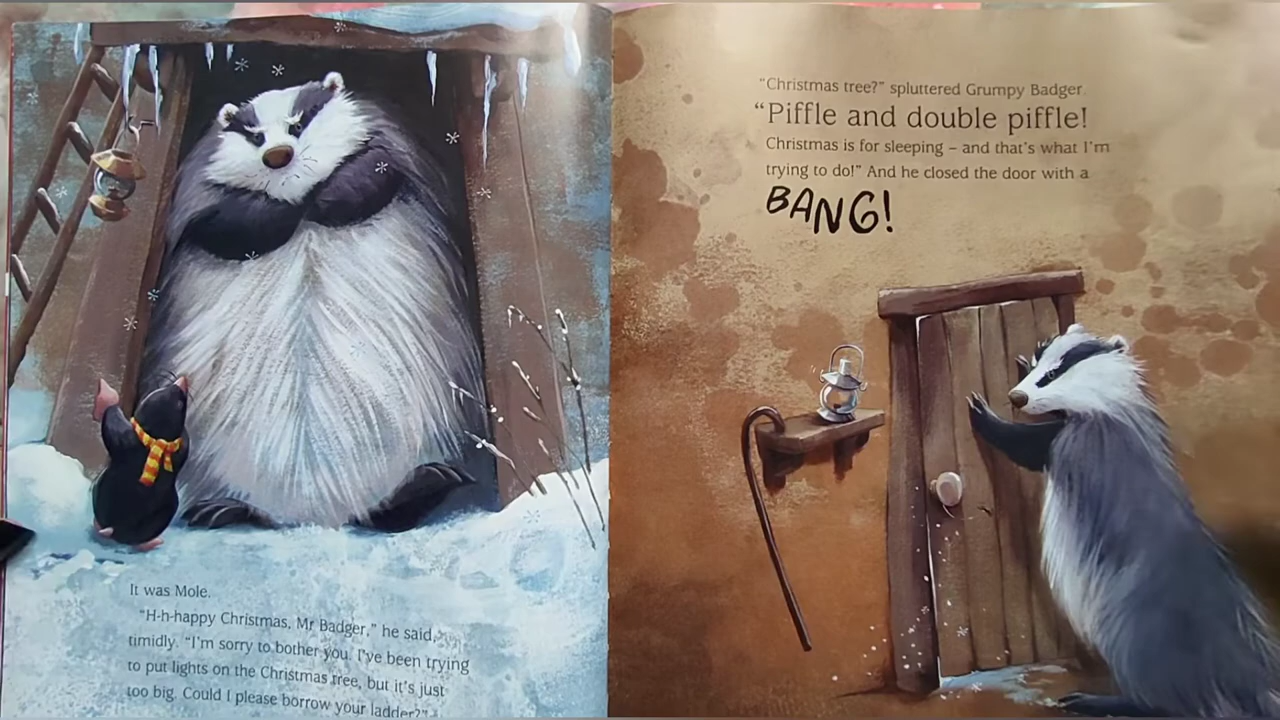 It was Mole.
“H-h-happy Christmas, Mr Badger,” he said,
timidly. “I’m sorry to bother you. I’ve been trying
to put lights on the Christmas tree, but it’s just
too big. Could I please borrow your ladder?”
“Christmas tree?” spluttered Grumpy Badger.
“Piffle and double piffle!
Christmas is for sleeping – and that’s what I’m
trying to do!” And he closed the door with a
BANG!